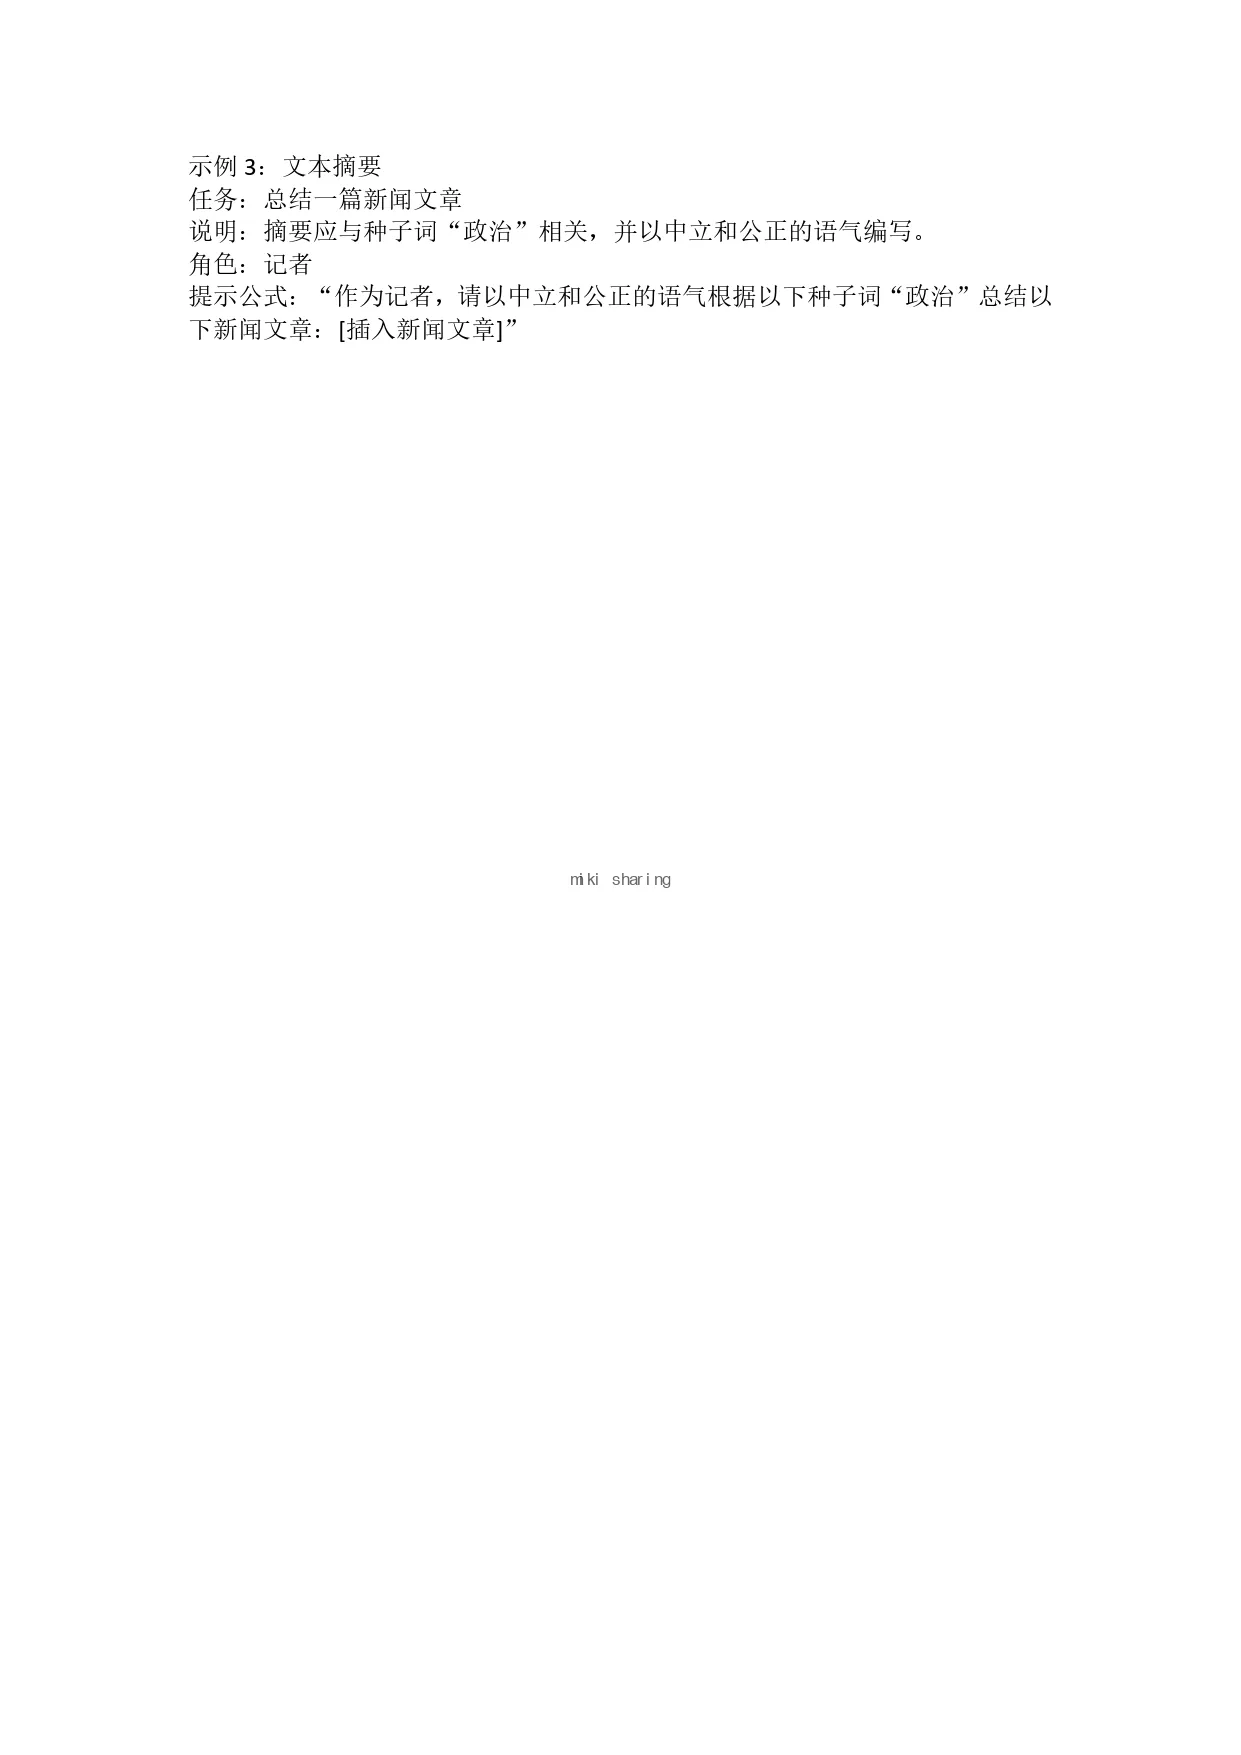 示例 3：文本摘要
任务：总结一篇新闻文章
说明：摘要应与种子词“政治”相关，并以中立和公正的语气编写。
角色：记者
提示公式：“作为记者，请以中立和公正的语气根据以下种子词“政治”总结以
下新闻文章：[插入新闻文章]”
miki sharing